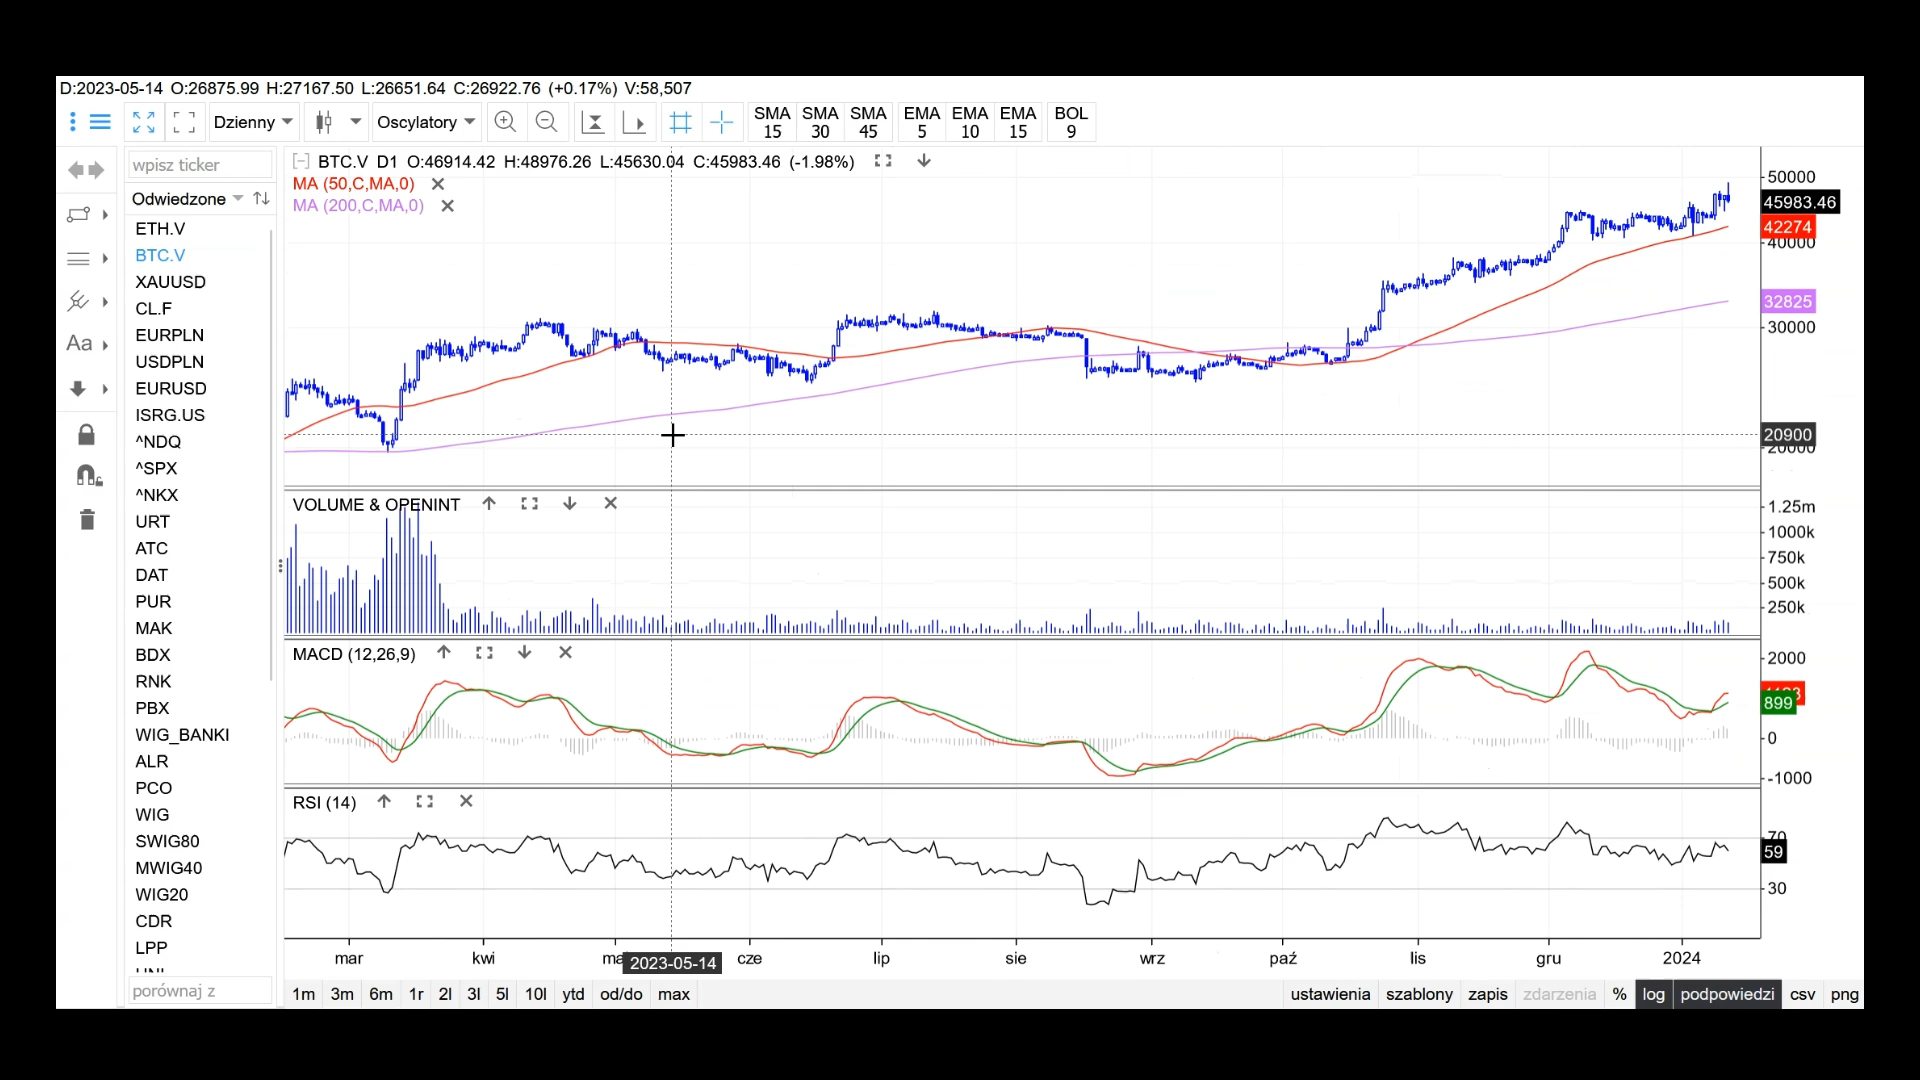 D:2023-05-14 O:26875.99 H:27167.50 L:26651.64 C:26922.76 (+0.17%) V:58,507
Dzienny Oscylatory SMA 15 SMA 30 SMA 45 EMA 5 EMA 10 EMA 15 BOL 9
wpisz ticker
Odwiedzone
ETH.V
BTC.V
XAUUSD
CL.F
EURPLN
USDPLN
EURUSD
ISRG.US
^NDQ
^SPX
^NKX
URT
ATC
DAT
PUR
MAK
BDX
RNK
PBX
WIG_BANKI
ALR
PCO
WIG
SWIG80
MWIG40
WIG20
CDR
LPP
porównaj z
Aa
BTC.V D1 O:46914.42 H:48976.26 L:45630.04 C:45983.46 (-1.98%)
MA (50,C,MA,0)
MA (200,C,MA,0)
50000
45983.46
42274
40000
32825
30000
20900
20000
VOLUME & OPENINT
1.25m
1000k
750k
500k
250k
MACD (12,26,9)
2000
899
0
-1000
RSI (14)
70
59
30
mar kwi 2023-05-14 cze lip sie wrz paź lis gru 2024
1m 3m 6m 1r 2l 3l 5l 10l ytd od/do max ustawienia szablony zapis zdarzenia % log podpowiedzi csv png